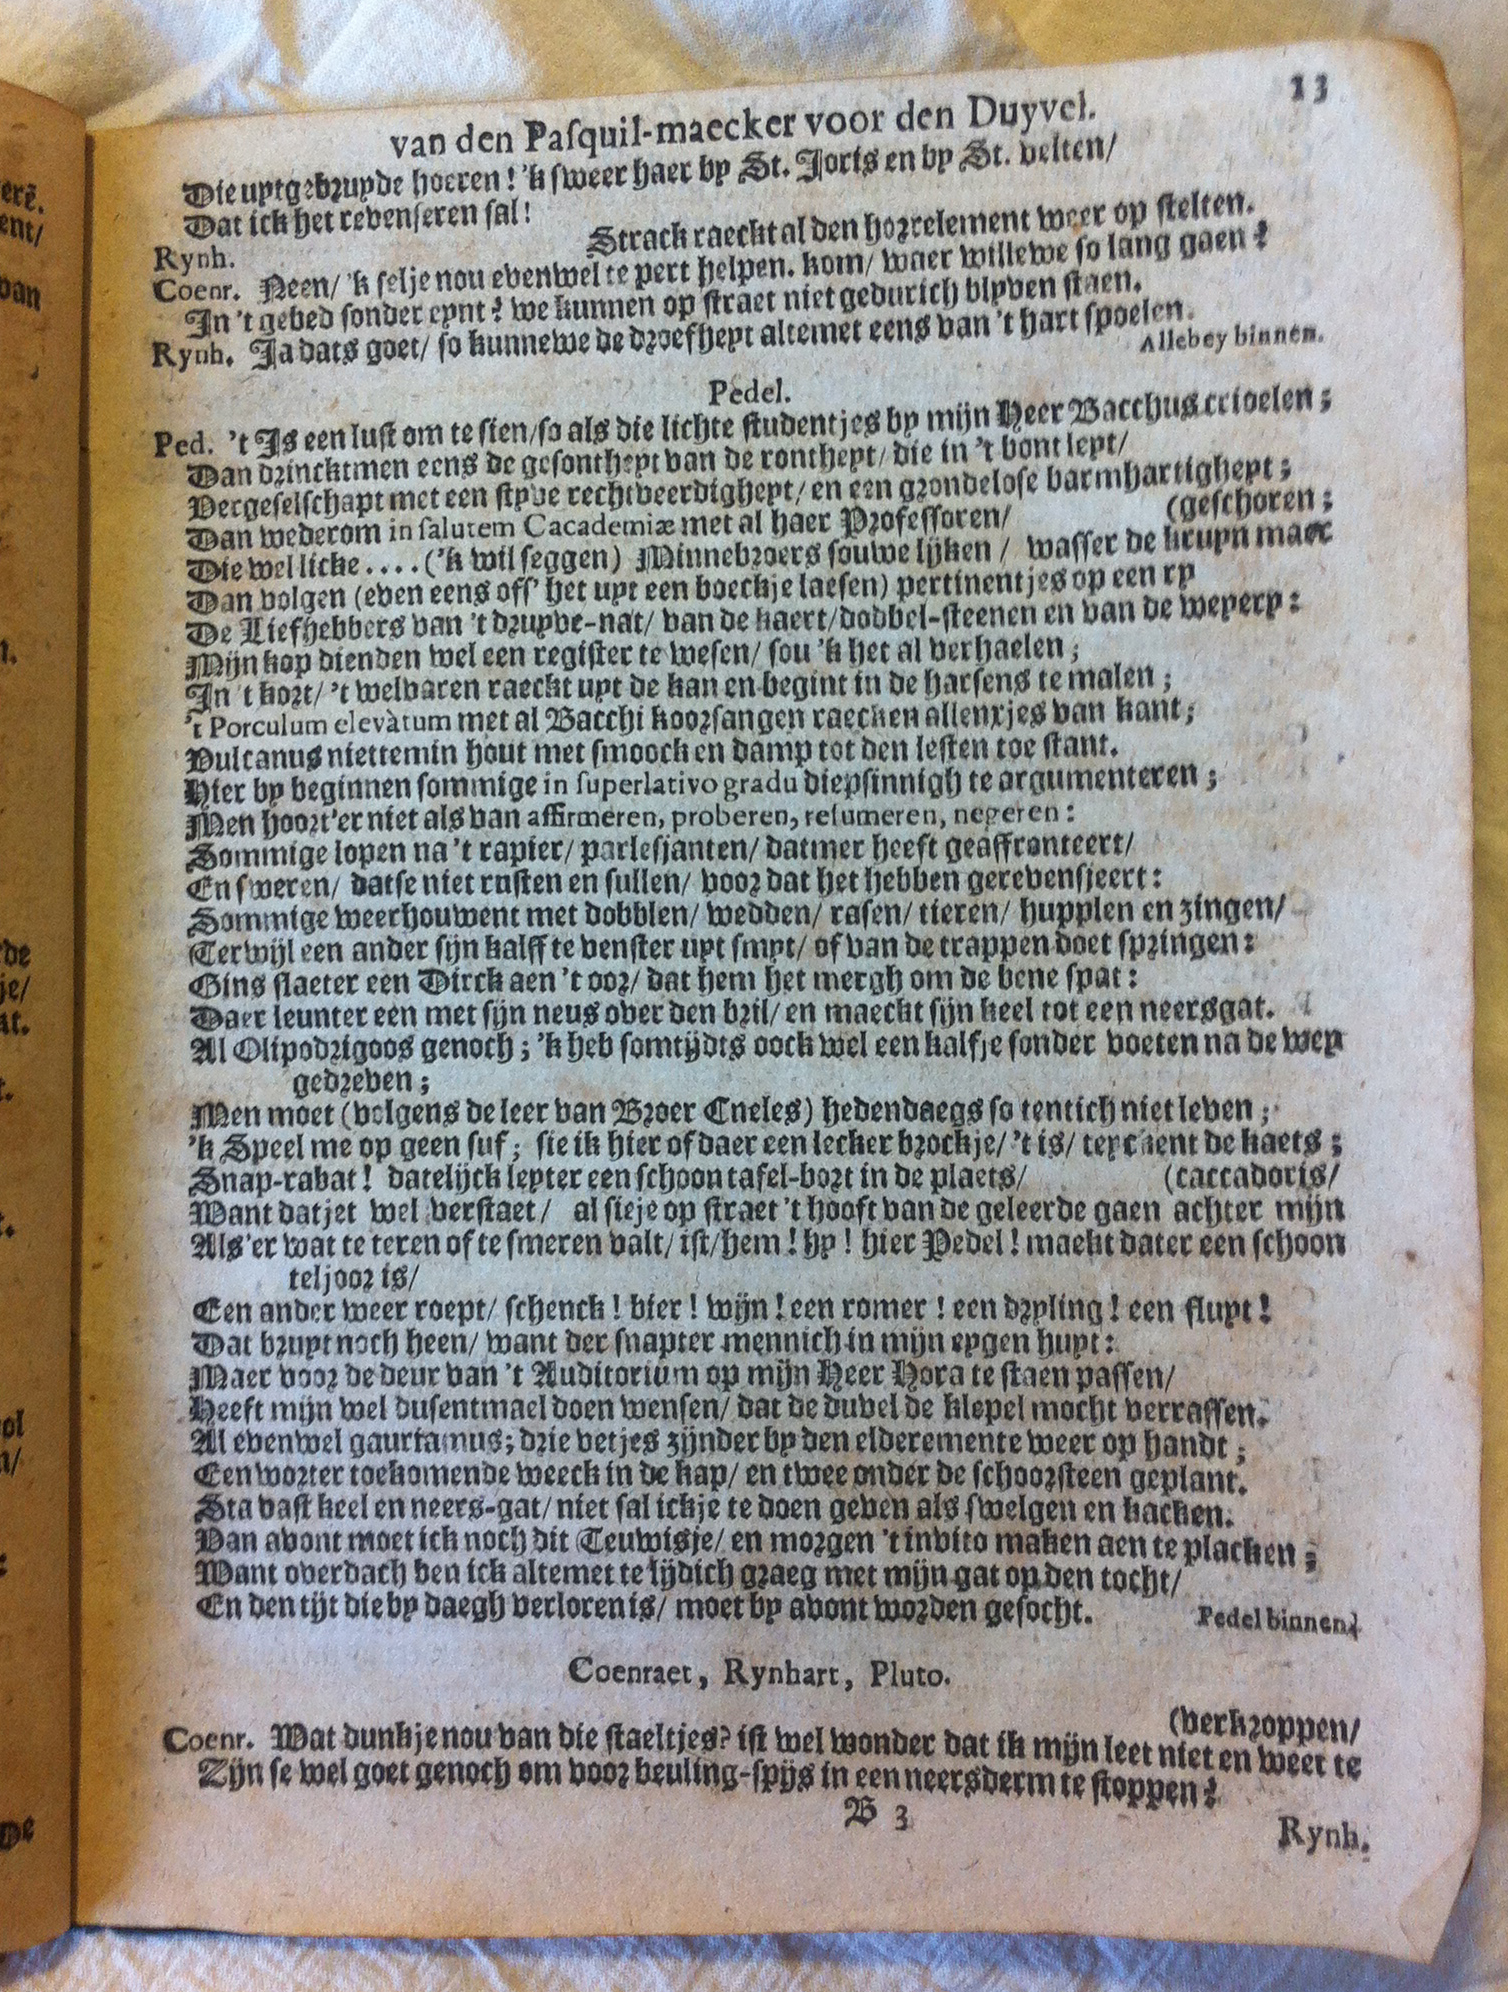 13
van den Pasquil-maecker voor den Duyvel.
Die uytgebruyde hoeren! 'k sweer haer by St. Joris en by St. velten/
Dat ick het revenseren sal!
Rynh. Strack raeckt al den horrelement weer op stelten.
Coenr. Neen/ 'k selje nou evenwel te pert helpen. kom/ waer willewe so lang gaen?
In 't gebed sonder eynt? we kunnen op straet niet gedurich blyven staen.
Rynh. Ja dats goet/ so kunnewe de droefheyt altemet eens van 't hart spoelen.
Allebey binnen.
Pedel.
Ped. 't Is een lust om te sien/so als die lichte studentjes by mijn Heer Bacchus crioelen;
Dan drincktmen eens de gesontheyt van de rontheyt/ die in 't bont leyt/
Vergeselschapt met een styve rechtveerdigheyt/ en een grondelose barmhartigheyt;
Dan wederom in salutem Cacademiæ met al haer Professoren/ (geschoren;
Die wel licke .... ('k wil seggen) Minnebroers souwe lijken / wasser de kruyn maer
Dan volgen (even eens off' het uyt een boeckje laesen) pertinentjes op een ry
De Liefhebbers van 't druyve-nat/ van de kaert/dobbel-steenen en van de weyery:
Mijn kop dienden wel een register te wesen/ sou 'k het al verhaelen;
In 't kort/ 't welvaren raeckt uyt de kan en begint in de harsens te malen;
't Porculum elevàtum met al Bacchi koorsangen raecken allenxjes van kant;
Vulcanus niettemin hout met smoock en damp tot den lesten toe stant.
Hier by beginnen sommige in superlativo gradu diepsinnigh te argumenteren;
Men hoort'er niet als van affirmeren, proberen, resumeren, negeren:
Sommige lopen na 't rapier/ parlesjanten/ datmer heeft geaffronteert/
En sweren/ datse niet rusten en sullen/ voor dat het hebben gerevensjeert:
Sommige weerhouwent met dobblen/ wedden/ rasen/ tieren/ hupplen en zingen/
Terwijl een ander sijn kalff te venster uyt smyt/ of van de trappen doet springen:
Gins slaeter een Dirck aen 't oor/ dat hem het mergh om de bene spat:
Daer leunter een met sijn neus over den bril/ en maeckt sijn keel tot een neersgat.
Al Olipodrigoos genoch; 'k heb somtijdts oock wel een kalfje sonder voeten na de wey
gedreven;
Men moet (volgens de leer van Broer Cneles) hedendaegs so tentich niet leven;
'k Speel me op geen suf; sie ik hier of daer een lecker brockje/ 't is/ teyckent de kaets;
Snap-rabat! datelijck leyter een schoon tafel-bort in de plaets/ (caccadoris/
Want datjet wel verstaet/ al sieje op straet 't hooft van de geleerde gaen achter mijn
Als'er wat te teren of te smeren valt/ ist/hem! hy! hier Pedel! maekt dater een schoon
teljoor is/
Een ander weer roept/ schenck! bier! wijn! een romer! een dryling! een fluyt!
Dat bruyt noch heen/ want der snapter mennich in mijn eygen huyt:
Maer voor de deur van 't Auditorium op mijn Heer Hora te staen passen/
Heeft mijn wel dusentmael doen wensen/ dat de duvel de klepel mocht verrassen.
Al evenwel gaurtamus; drie vetjes zijnder by den elderemente weer op handt;
Een worter toekomende weeck in de kap/ en twee onder de schoorsteen geplant.
Sta vast keel en neers-gat/ niet sal ickje te doen geven als swelgen en kacken.
Van avont moet ick noch dit Teuwisje/ en morgen 't invito maken aen te placken;
Want overdach ben ick altemet te lijdich graeg met mijn gat op den tocht/
En den tijt die by daegh verloren is/ moet by avont worden gesocht.
Pedel binnen.
Coenraet, Rynhart, Pluto.
(verkroppen/
Coenr. Wat dunkje nou van die staeltjes? ist wel wonder dat ik mijn leet niet en weet te
Zijn se wel goet genoch om voor beuling-spijs in een neersderm te stoppen?
B 3
Rynh.